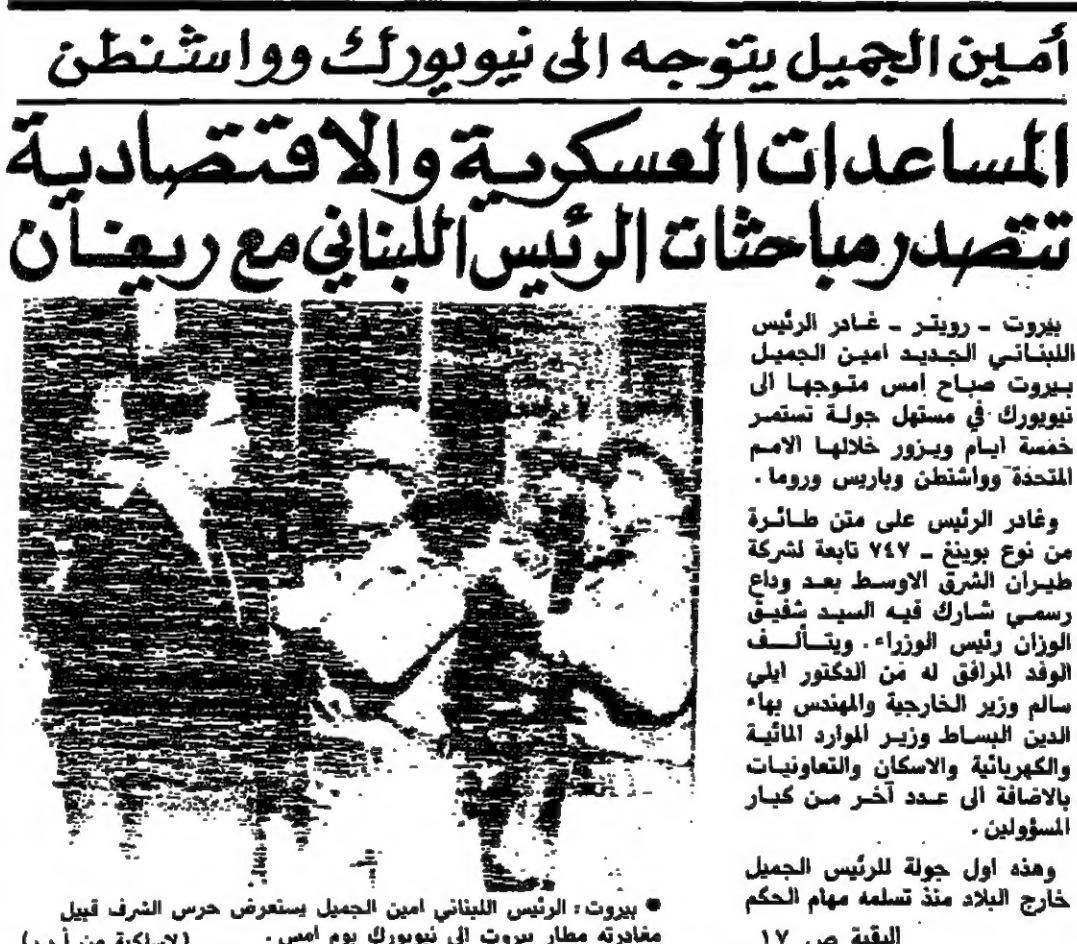 أمين الجميل يتوجه الى نيويورك وواشنطن
المساعدات العسكرية والاقتصادية
تتصدر مباحثات الرئيس اللبناني مع ريغان
بيروت ـ رويتر ـ غادر الرئيس
اللبناني الجديد امين الجميل
بيروت صباح امس متوجها الى
نيويورك في مستهل جولة تستمر
خمسة ايام ويزور خلالها الامم
المتحدة وواشنطن وباريس وروما .
وغادر الرئيس على متن طائرة
من نوع بوينغ ـ ٧٤٧ تابعة لشركة
طيران الشرق الاوسط بعد وداع
رسمي شارك فيه السيد شفيق
الوزان رئيس الوزراء . ويتألف
الوفد المرافق له من الدكتور ايلي
سالم وزير الخارجية والمهندس بهاء
الدين البساط وزير الموارد المائية
والكهربائية والاسكان والتعاونيات
بالاضافة الى عدد آخر من كبار
المسؤولين .
وهذه اول جولة للرئيس الجميل
خارج البلاد منذ تسلمه مهام الحكم
البقية ص ١٧
● بيروت : الرئيس اللبناني امين الجميل يستعرض حرس الشرف قبيل
مغادرته مطار بيروت الى نيويورك يوم امس . (لاسلكية من أ.ب)